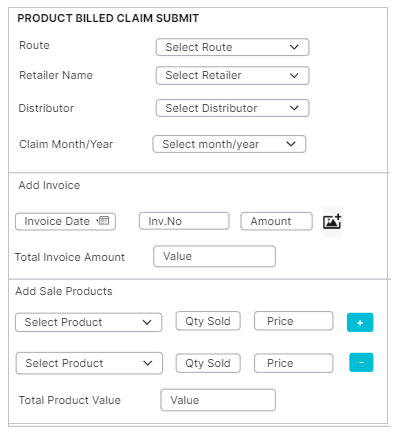 PRODUCT BILLED CLAIM SUBMIT
Route Select Route
Retailer Name Select Retailer
Distributor Select Distributor
Claim Month/Year Select month/year
Add Invoice
Invoice Date Inv.No Amount
Total Invoice Amount Value
Add Sale Products
Select Product Qty Sold Price +
Select Product Qty Sold Price -
Total Product Value Value